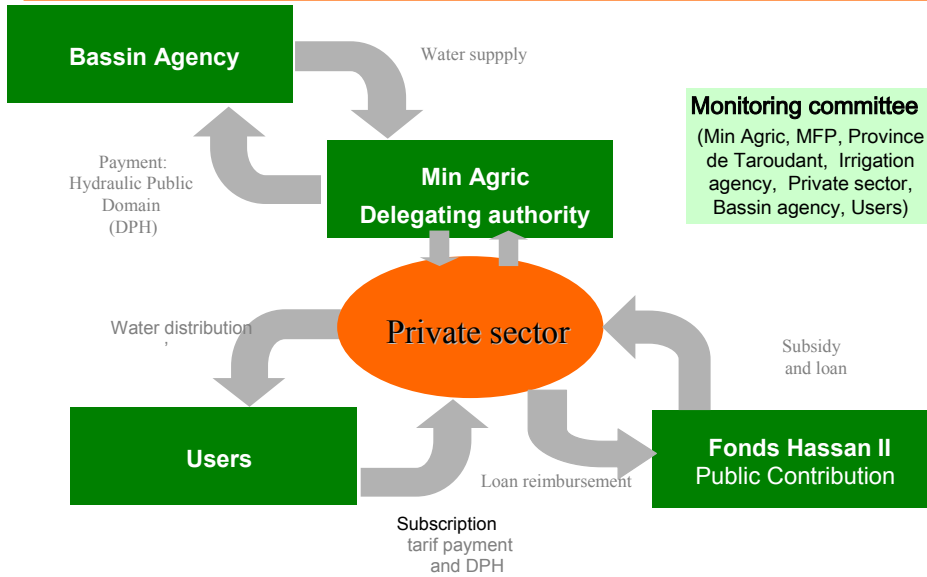 Bassin Agency
Water suppply
Monitoring committee
(Min Agric, MFP, Province
de Taroudant, Irrigation
agency, Private sector,
Bassin agency, Users)
Payment:
Hydraulic Public
Domain
(DPH)
Min Agric
Delegating authority
Water distribution
'
Private sector
Subsidy
and loan
Users
Fonds Hassan II
Public Contribution
Loan reimbursement
Subscription
tarif payment
and DPH